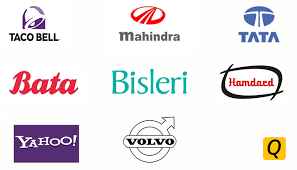 TACO BELL
Mahindra
TATA
Bata
Bisleri
Hamdard
YAHOO!
VOLVO
Q